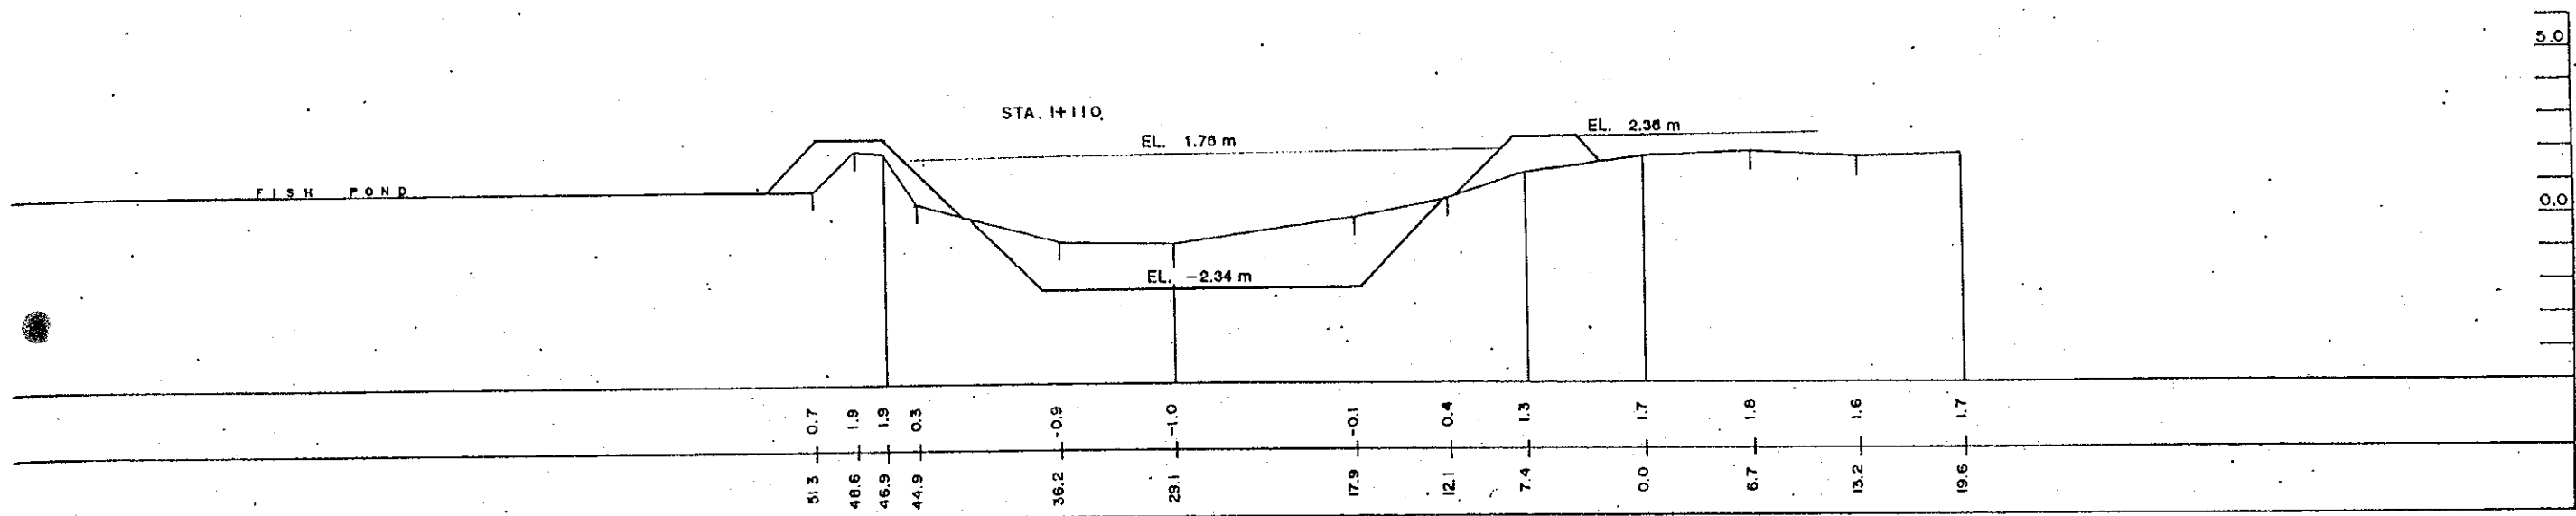 5.0
STA. 1+110
EL. 2.36 m
EL. 1.76 m
FISH POND
0.0
EL. -2.34 m
0.7 1.9 1.9 0.3 -0.9 -1.0 -0.1 0.4 1.3 1.7 1.8 1.6 1.7
51.3 48.6 46.9 44.9 36.2 29.1 17.9 12.1 7.4 0.0 6.7 13.2 19.6